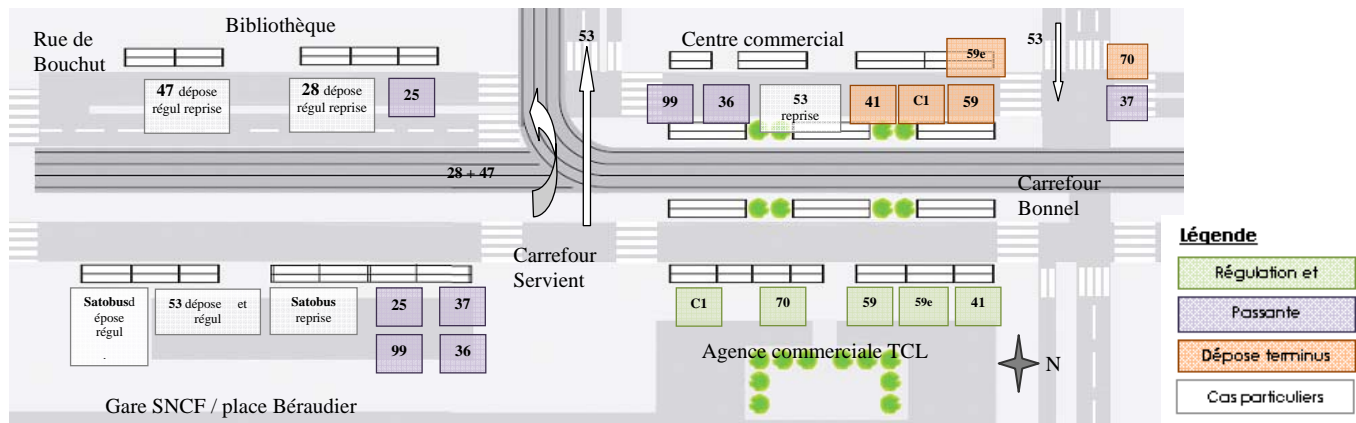 Bibliothèque
Rue de
Bouchut
47 dépose
régul reprise
28 dépose
régul reprise
25
53
Centre commercial
59e
99
36
53
reprise
41
C1
59
53
70
37
28 + 47
Carrefour
Servient
Carrefour
Bonnel
Satobusd
épose
régul
.
53 dépose et
régul
Satobus
reprise
25
37
99
36
C1
70
59
59e
41
Agence commerciale TCL
N
Gare SNCF / place Béraudier
Légende
Régulation et
Passante
Dépose terminus
Cas particuliers